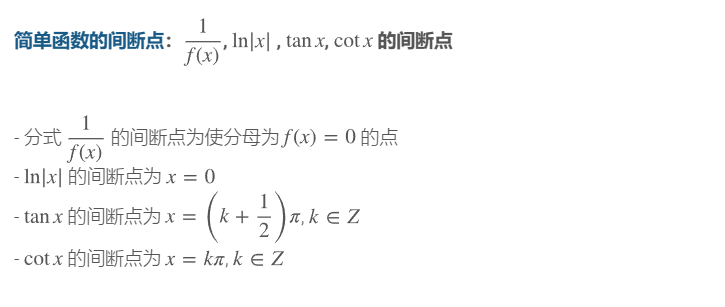 简单函数的间断点： $\frac{1}{f(x)}$, $\ln|x|$ , $\tan x$, $\cot x$ 的间断点
- 分式 $\frac{1}{f(x)}$ 的间断点为使分母为 $f(x) = 0$ 的点
- $\ln|x|$ 的间断点为 $x = 0$
- $\tan x$ 的间断点为 $x = \left(k + \frac{1}{2}\right)\pi, k \in Z$
- $\cot x$ 的间断点为 $x = k\pi, k \in Z$